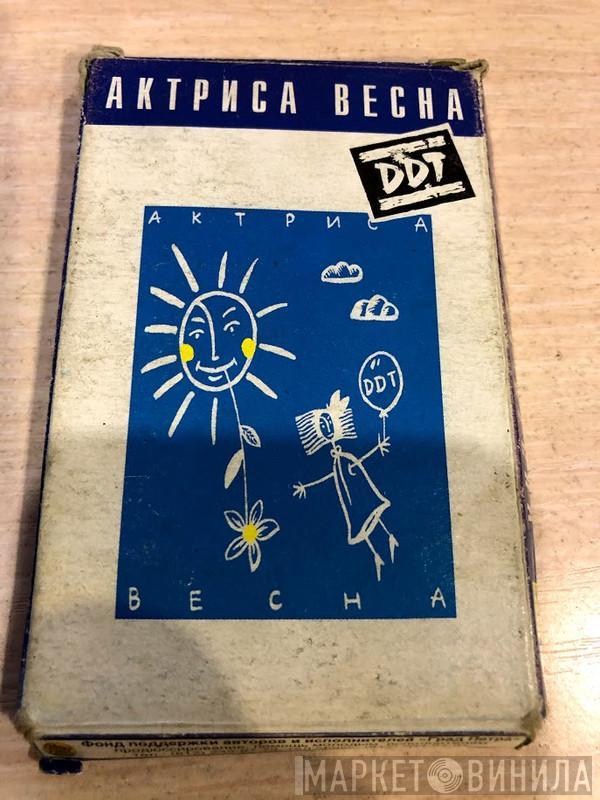 АКТРИСА ВЕСНА
DDT
АКТРИСА
DDT
ВЕСНА
Фонд поддержки авторов и исполнителей
МАРКЕТ ВИНИЛА